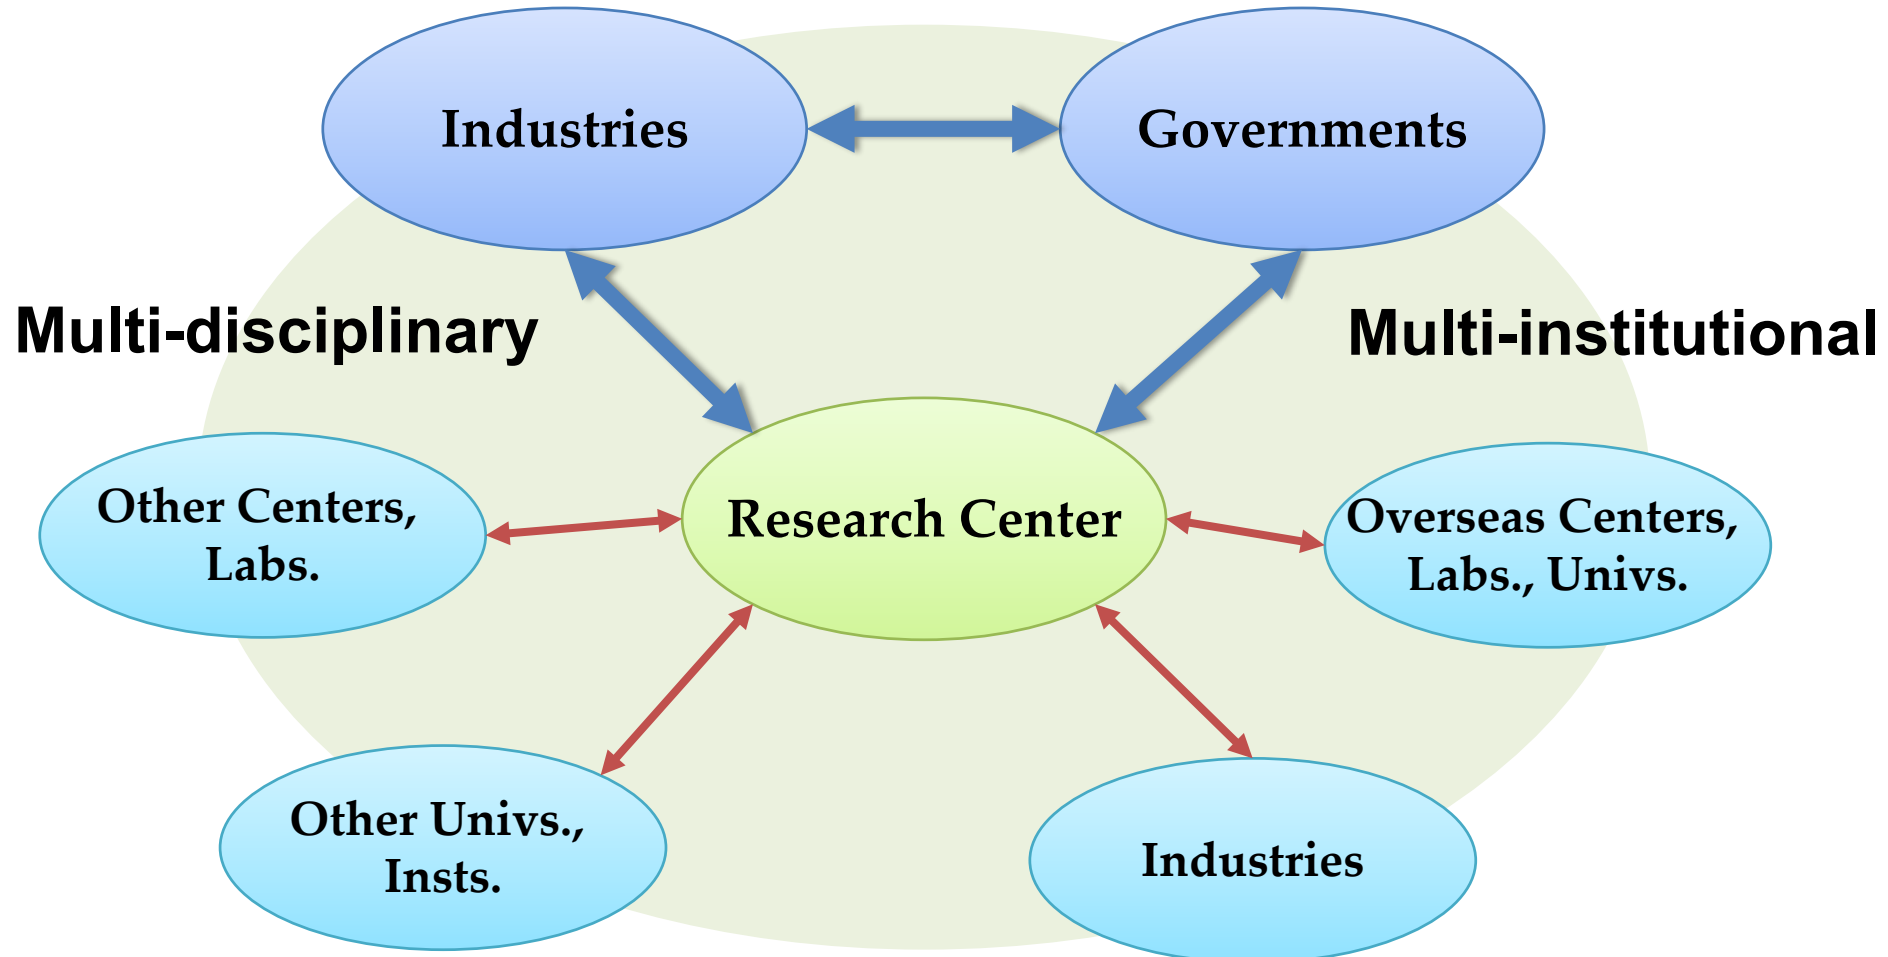 Industries
Governments
Multi-disciplinary
Multi-institutional
Other Centers,
Labs.
Research Center
Overseas Centers,
Labs., Univs.
Other Univs.,
Insts.
Industries